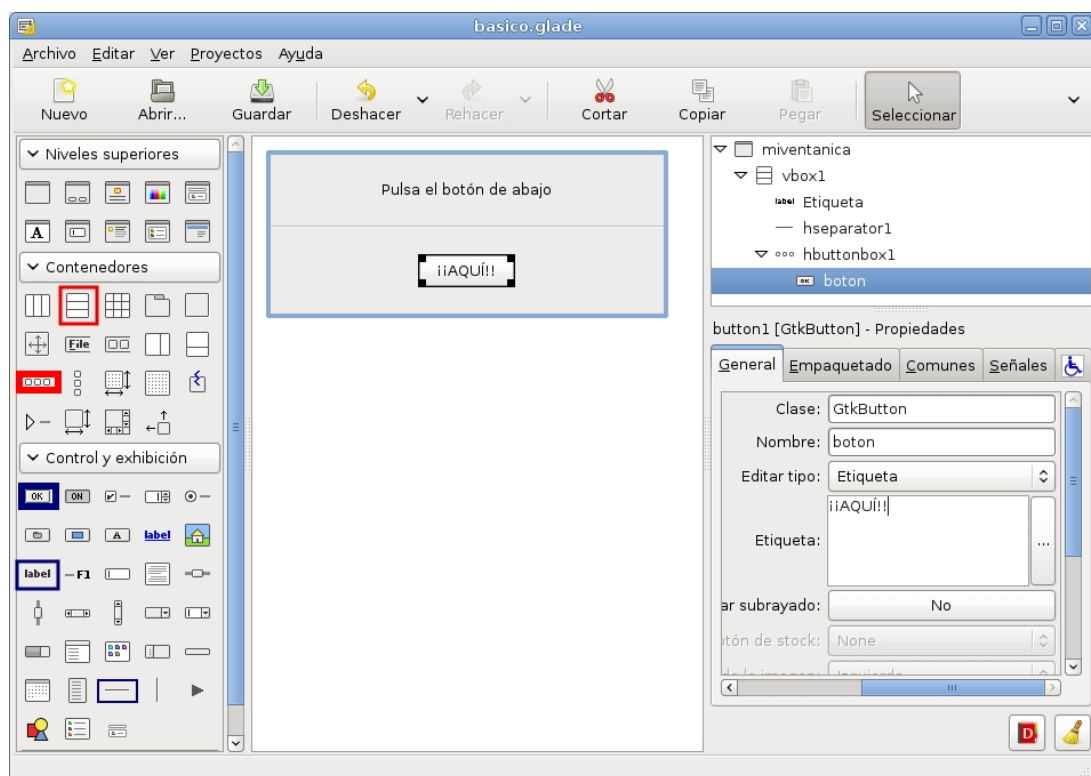 basico.glade
Archivo Editar Ver Proyectos Ayuda
Nuevo Abrir... Guardar Deshacer Rehacer Cortar Copiar Pegar Seleccionar
Niveles superiores
A
Contenedores
File
Control y exhibición
OK ON
A label
label F1
Pulsa el botón de abajo
¡¡AQUÍ!!
miventanica
vbox1
label Etiqueta
hseparator1
hbuttonbox1
OK boton
button1 [GtkButton] - Propiedades
General Empaquetado Comunes Señales
Clase: GtkButton
Nombre: boton
Editar tipo: Etiqueta
Etiqueta: ¡¡AQUÍ!!
...
ar subrayado: No
otón de stock: None
D